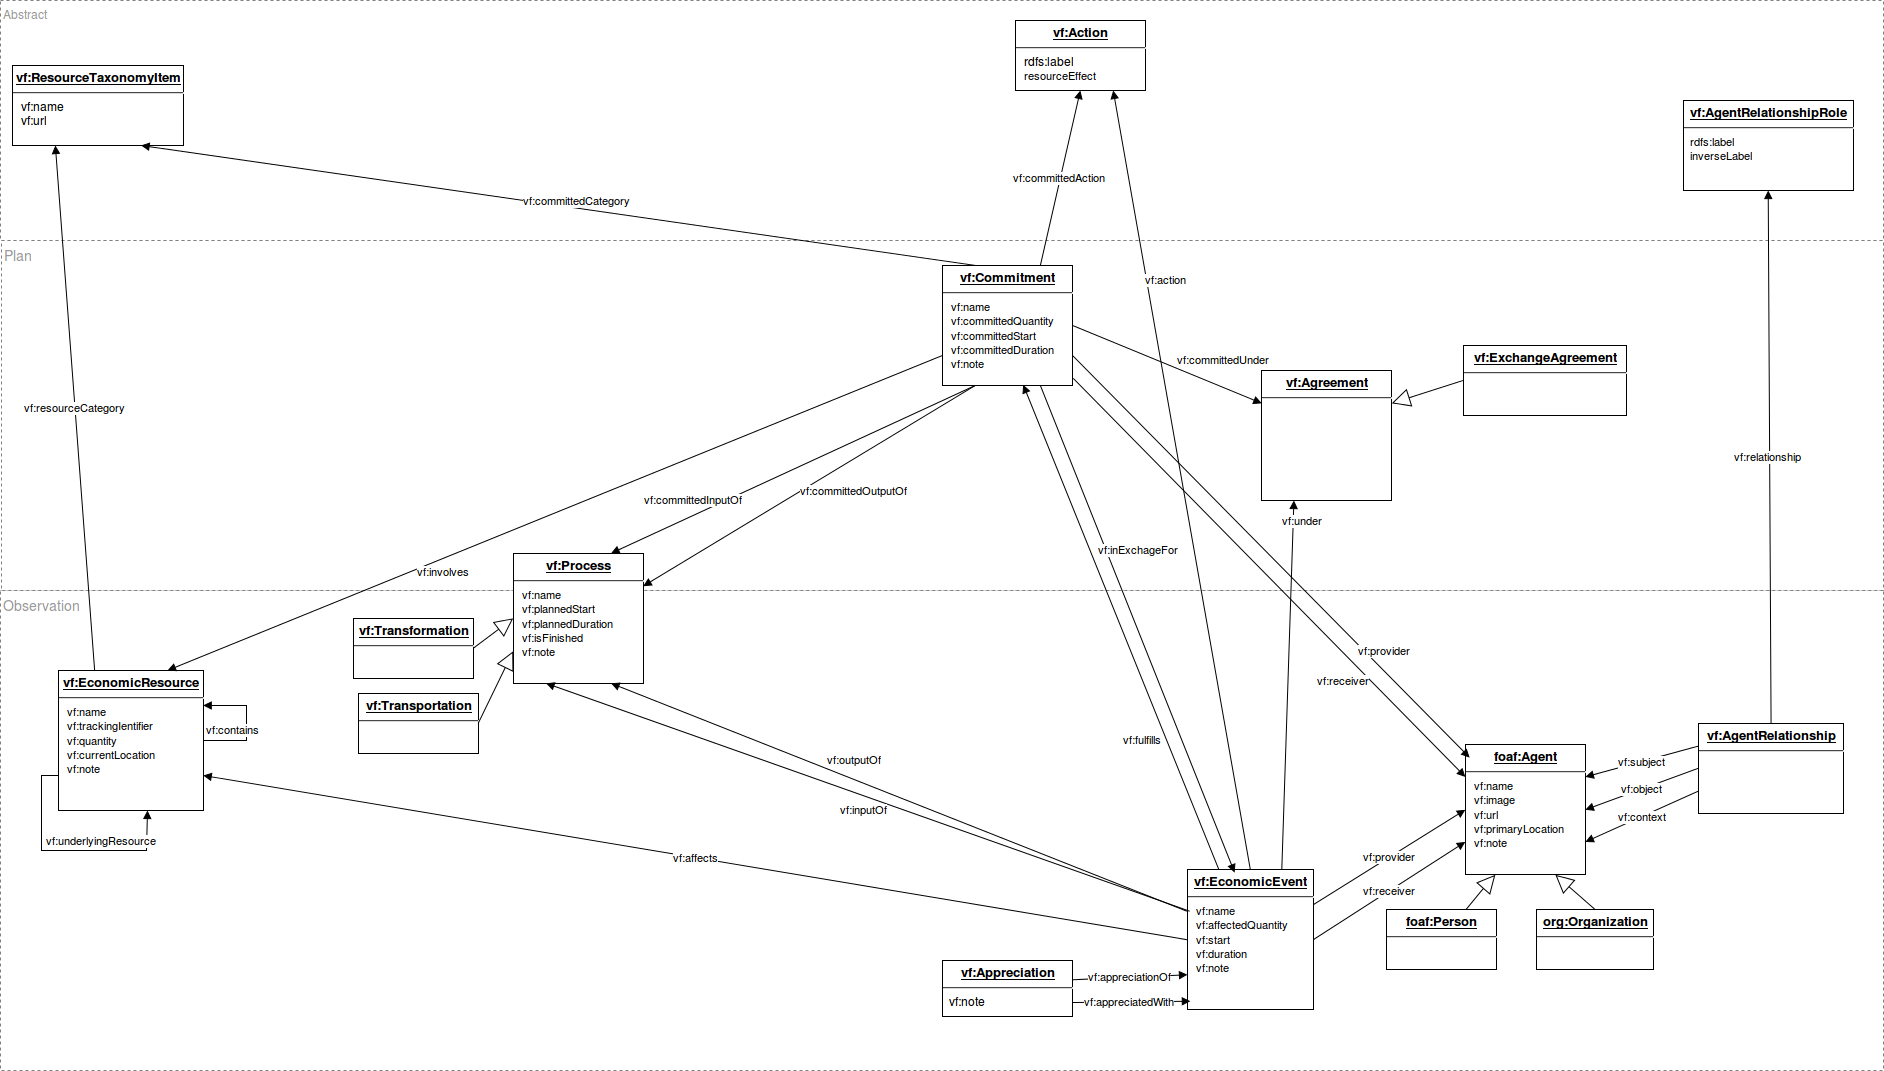 Abstract
vf:Action
rdfs:label
resourceEffect
vf:ResourceTaxonomyItem
vf:name
vf:url
vf:AgentRelationshipRole
rdfs:label
inverseLabel
vf:committedAction
vf:committedCategory
Plan
vf:Commitment
vf:name
vf:committedQuantity
vf:committedStart
vf:committedDuration
vf:note
vf:action
vf:committedUnder
vf:Agreement
vf:ExchangeAgreement
vf:resourceCategory
vf:relationship
vf:committedInputOf
vf:committedOutputOf
vf:under
vf:inExchageFor
vf:involves
vf:Process
vf:name
vf:plannedStart
vf:plannedDuration
vf:isFinished
vf:note
Observation
vf:Transformation
vf:Transportation
vf:provider
vf:receiver
vf:EconomicResource
vf:name
vf:trackingIentifier
vf:quantity
vf:currentLocation
vf:note
vf:contains
vf:underlyingResource
vf:fulfills
vf:outputOf
vf:inputOf
vf:affects
foaf:Agent
vf:name
vf:image
vf:url
vf:primaryLocation
vf:note
vf:AgentRelationship
vf:subject
vf:object
vf:context
vf:provider
vf:receiver
vf:EconomicEvent
vf:name
vf:affectedQuantity
vf:start
vf:duration
vf:note
foaf:Person
org:Organization
vf:Appreciation
vf:note
vf:appreciationOf
vf:appreciatedWith